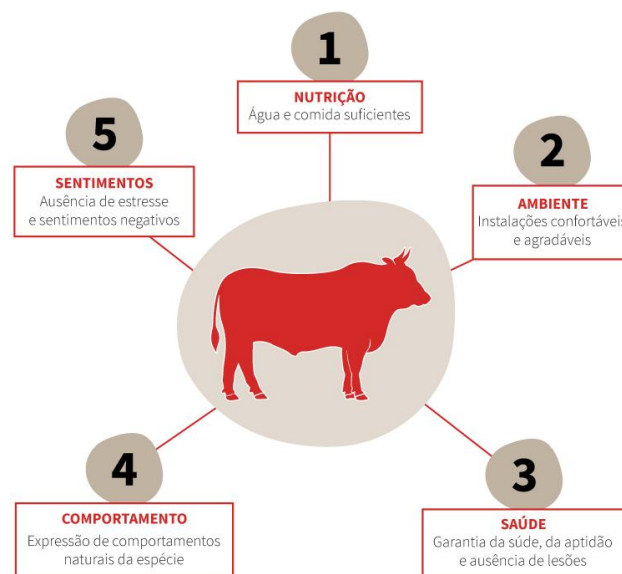 1
NUTRIÇÃO
Água e comida suficientes
2
AMBIENTE
Instalações confortáveis
e agradáveis
3
SAÚDE
Garantia da súde, da aptidão
e ausência de lesões
4
COMPORTAMENTO
Expressão de comportamentos
naturais da espécie
5
SENTIMENTOS
Ausência de estresse
e sentimentos negativos